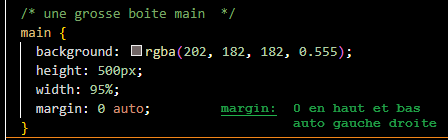 /* une grosse boite main  */
main {
background: rgba(202, 182, 182, 0.555);
height: 500px;
width: 95%;
margin: 0 auto; margin: 0 en haut et bas
auto gauche droite
}